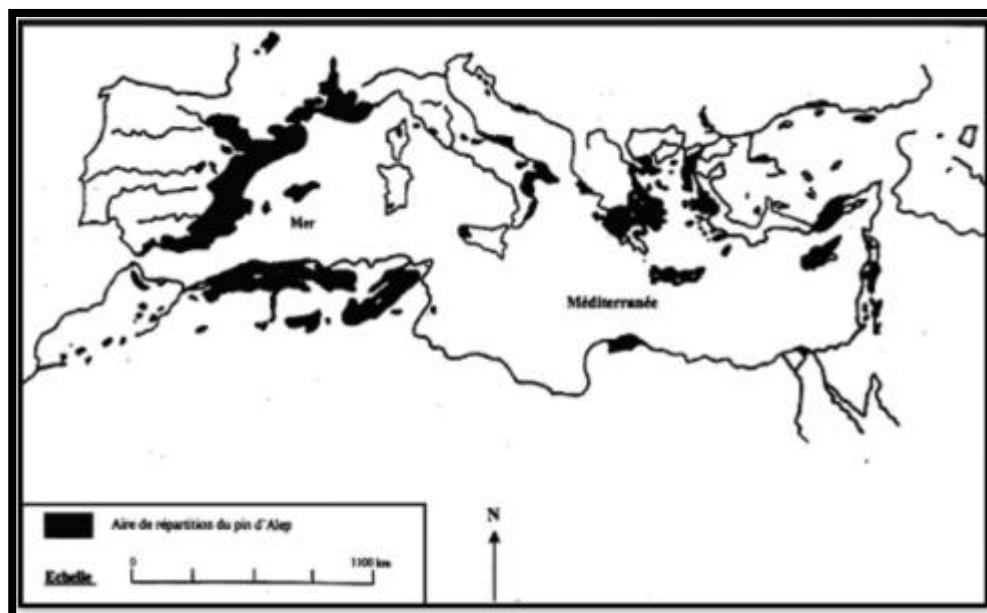 Mer
Méditerranée
Aire de répartition du pin d'Alep
N
0
1100 km
Echelle